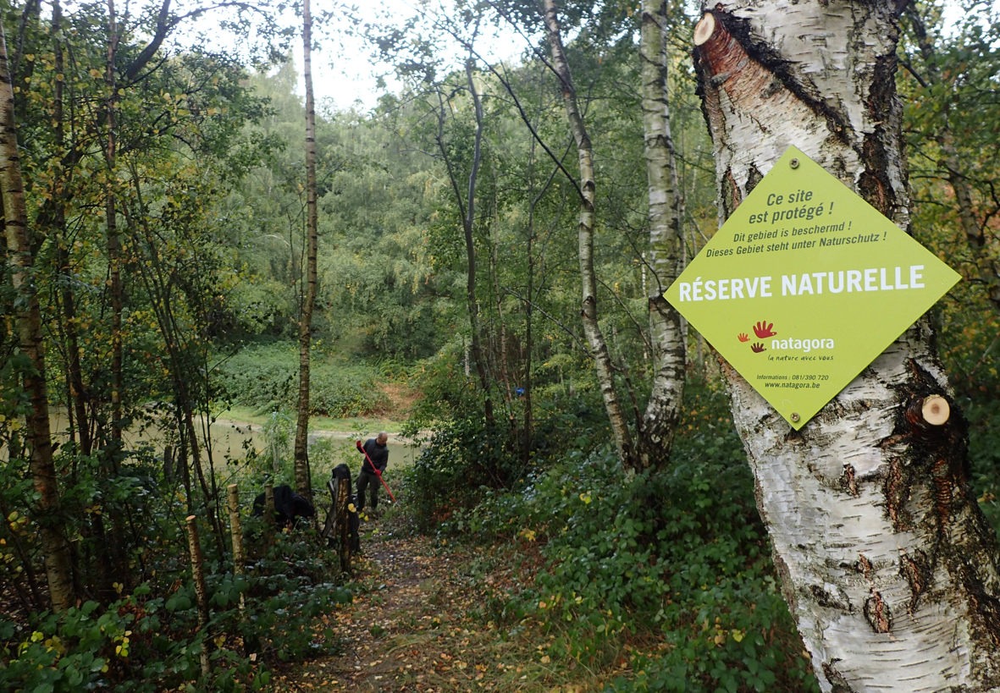 Ce site
est protégé !
Dit gebied is beschermd !
Dieses Gebiet steht unter Naturschutz !
RÉSERVE NATURELLE
natagora
la nature avec vous
Informations : 081/390 720
www.natagora.be